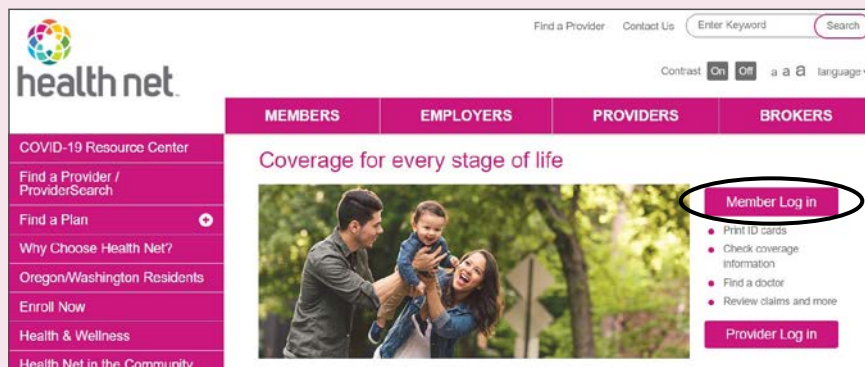 Find a Provider Contact Us Enter Keyword Search
health net
Contrast On Off a a a language
MEMBERS EMPLOYERS PROVIDERS BROKERS
COVID-19 Resource Center
Find a Provider /
ProviderSearch
Find a Plan
Why Choose Health Net?
Oregon/Washington Residents
Enroll Now
Health & Wellness
Health Net in the Community
Coverage for every stage of life
Member Log in
Print ID cards
Check coverage
information
Find a doctor
Review claims and more
Provider Log in